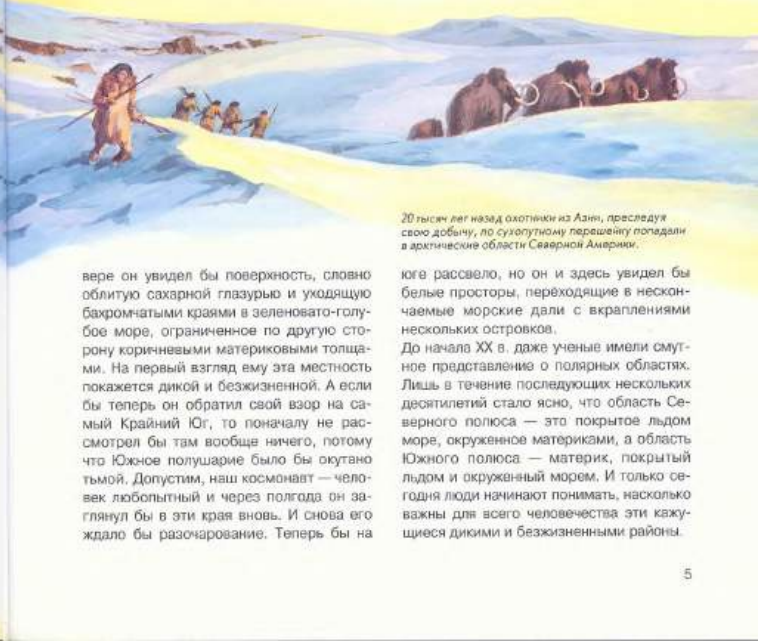 20 тысяч лет назад охотники из Азии, преследуя
свою добычу, по сухопутному перешейку попадали
в арктические области Северной Америки.
вере он увидел бы поверхность, словно
облитую сахарной глазурью и уходящую
бахромчатыми краями в зеленовато-голу-
бое море, ограниченное по другую сто-
рону коричневыми материковыми толща-
ми. На первый взгляд ему эта местность
покажется дикой и безжизненной. А если
бы теперь он обратил свой взор на са-
мый Крайний Юг, то поначалу не рас-
смотрел бы там вообще ничего, потому
что Южное полушарие было бы окутано
тьмой. Допустим, наш космонавт — чело-
век любопытный и через полгода он за-
глянул бы в эти края вновь. И снова его
ждало бы разочарование. Теперь бы на
юге рассвело, но он и здесь увидел бы
белые просторы, переходящие в нескон-
чаемые морские дали с вкраплениями
нескольких островков.
До начала XX в. даже ученые имели смут-
ное представление о полярных областях.
Лишь в течение последующих нескольких
десятилетий стало ясно, что область Се-
верного полюса — это покрытое льдом
море, окруженное материками, а область
Южного полюса — материк, покрытый
льдом и окруженный морем. И только се-
годня люди начинают понимать, насколько
важны для всего человечества эти кажу-
щиеся дикими и безжизненными районы.
5